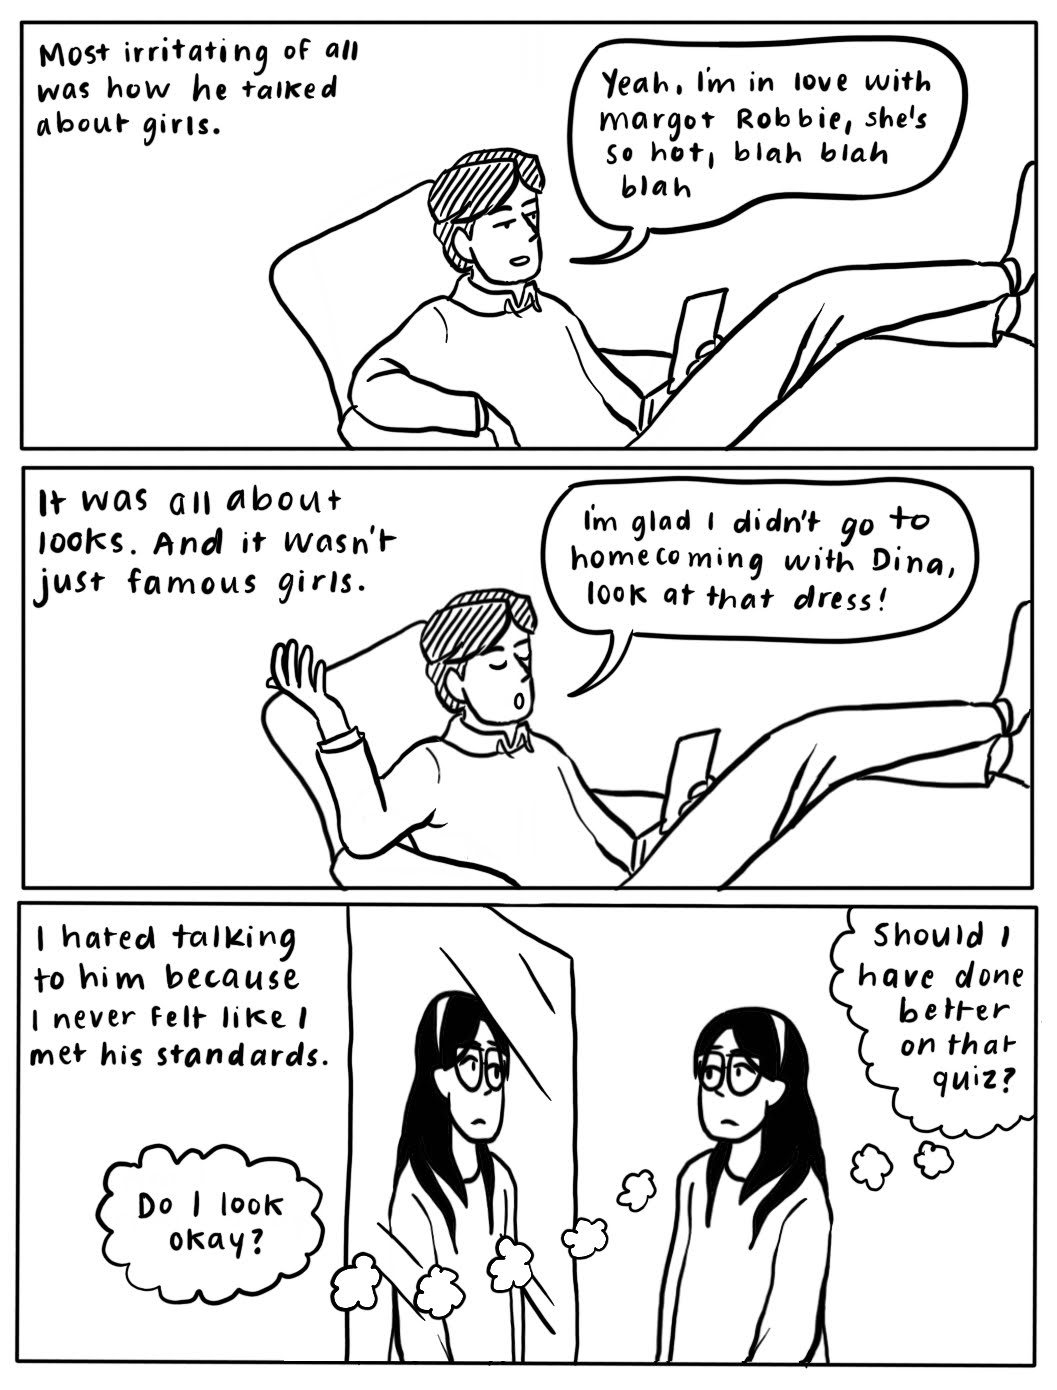 Most irritating of all
was how he talked
about girls.
Yeah, I'm in love with
margot Robbie, she's
so hot, blah blah
blah
It was all about
looks. And it wasn't
just famous girls.
I'm glad I didn't go to
homecoming with Dina,
look at that dress!
I hated talking
to him because
I never felt like I
met his standards.
Should I
have done
better
on that
quiz?
Do I look
okay?